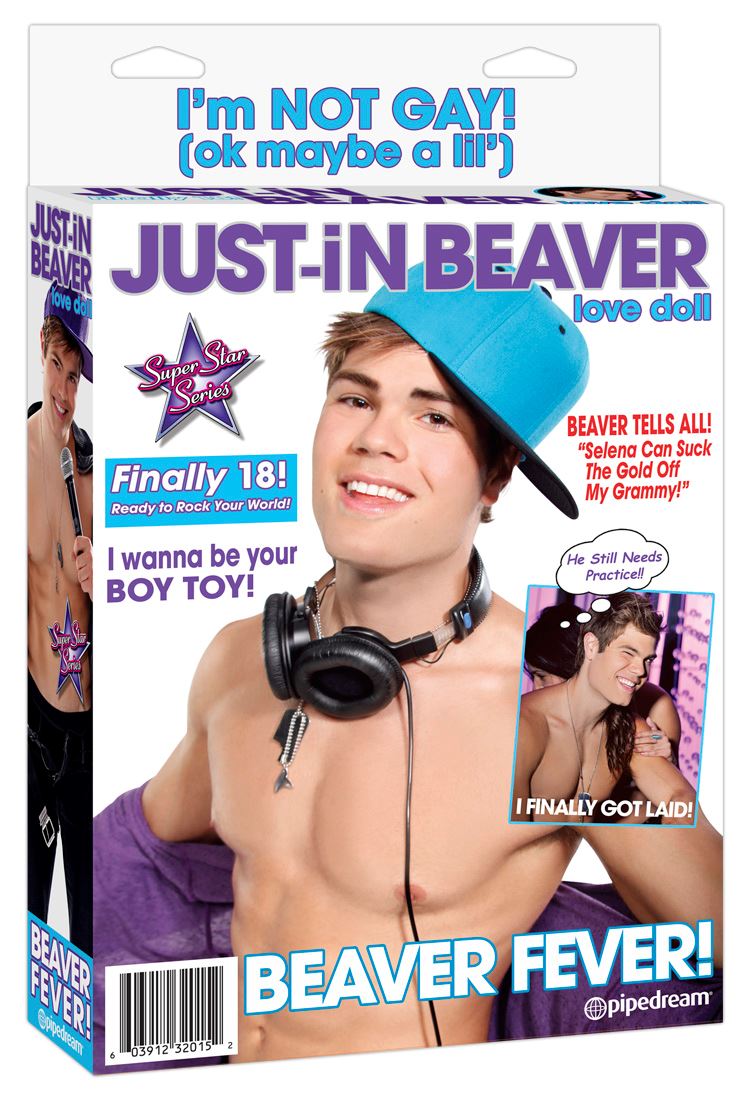 I'm NOT GAY!
(ok maybe a lil')
JUST-iN
BEAVER
love doll
JUST-iN BEAVER
love doll
Super Star
Series
BEAVER TELLS ALL!
"Selena Can Suck
The Gold Off
My Grammy!"
Finally 18!
Ready to Rock Your World!
I wanna be your
BOY TOY!
He Still Needs
Practice!!
I FINALLY GOT LAID!
Super Star
Series
BEAVER FEVER!
pipedream®
BEAVER
FEVER!
pipedream®
6 03912 32015 2